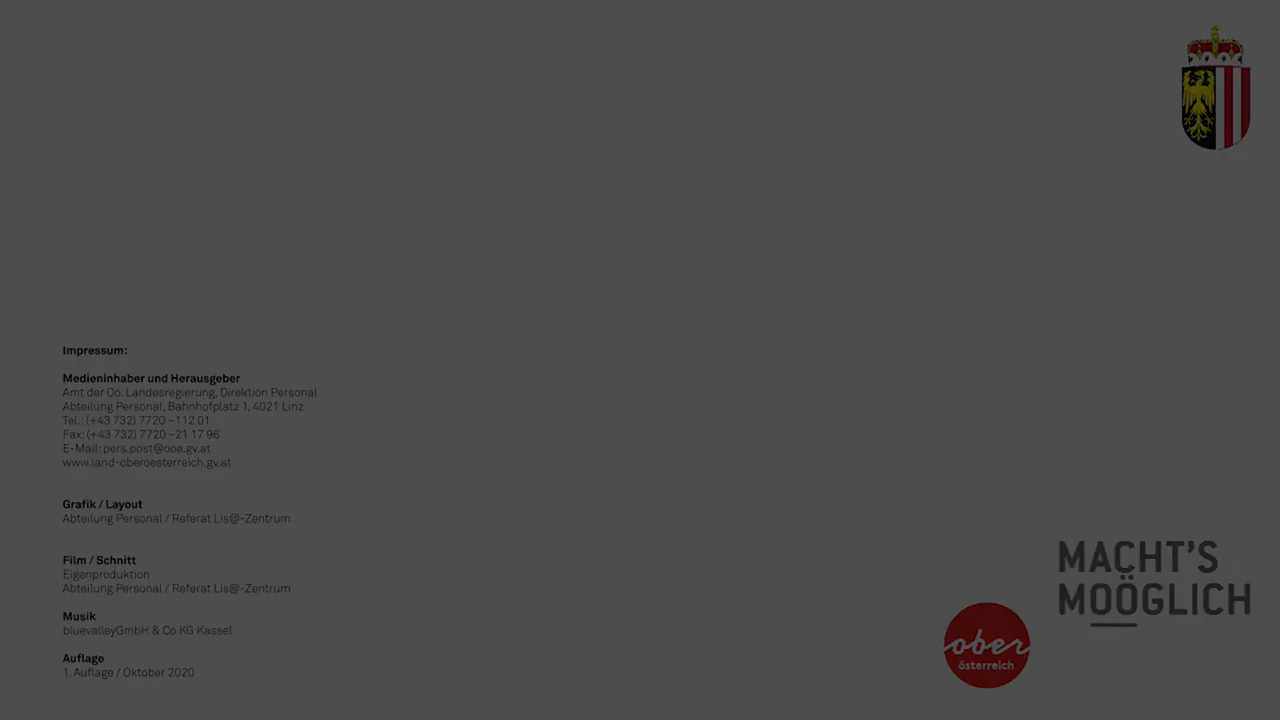 Impressum:
Medieninhaber und Herausgeber
Amt der Oö. Landesregierung, Direktion Personal
Abteilung Personal, Bahnhofplatz 1, 4021 Linz
Tel.: (+43 732) 7720 –112 01
Fax: (+43 732) 7720 –21 17 96
E-Mail: pers.post@ooe.gv.at
www.land-oberoesterreich.gv.at
Grafik / Layout
Abteilung Personal / Referat Lis@-Zentrum
Film / Schnitt
Eigenproduktion
Abteilung Personal / Referat Lis@-Zentrum
Musik
bluevalleyGmbH & Co KG Kassel
Auflage
1. Auflage / Oktober 2020
MACHT'S
MOÖGLICH
ober
österreich